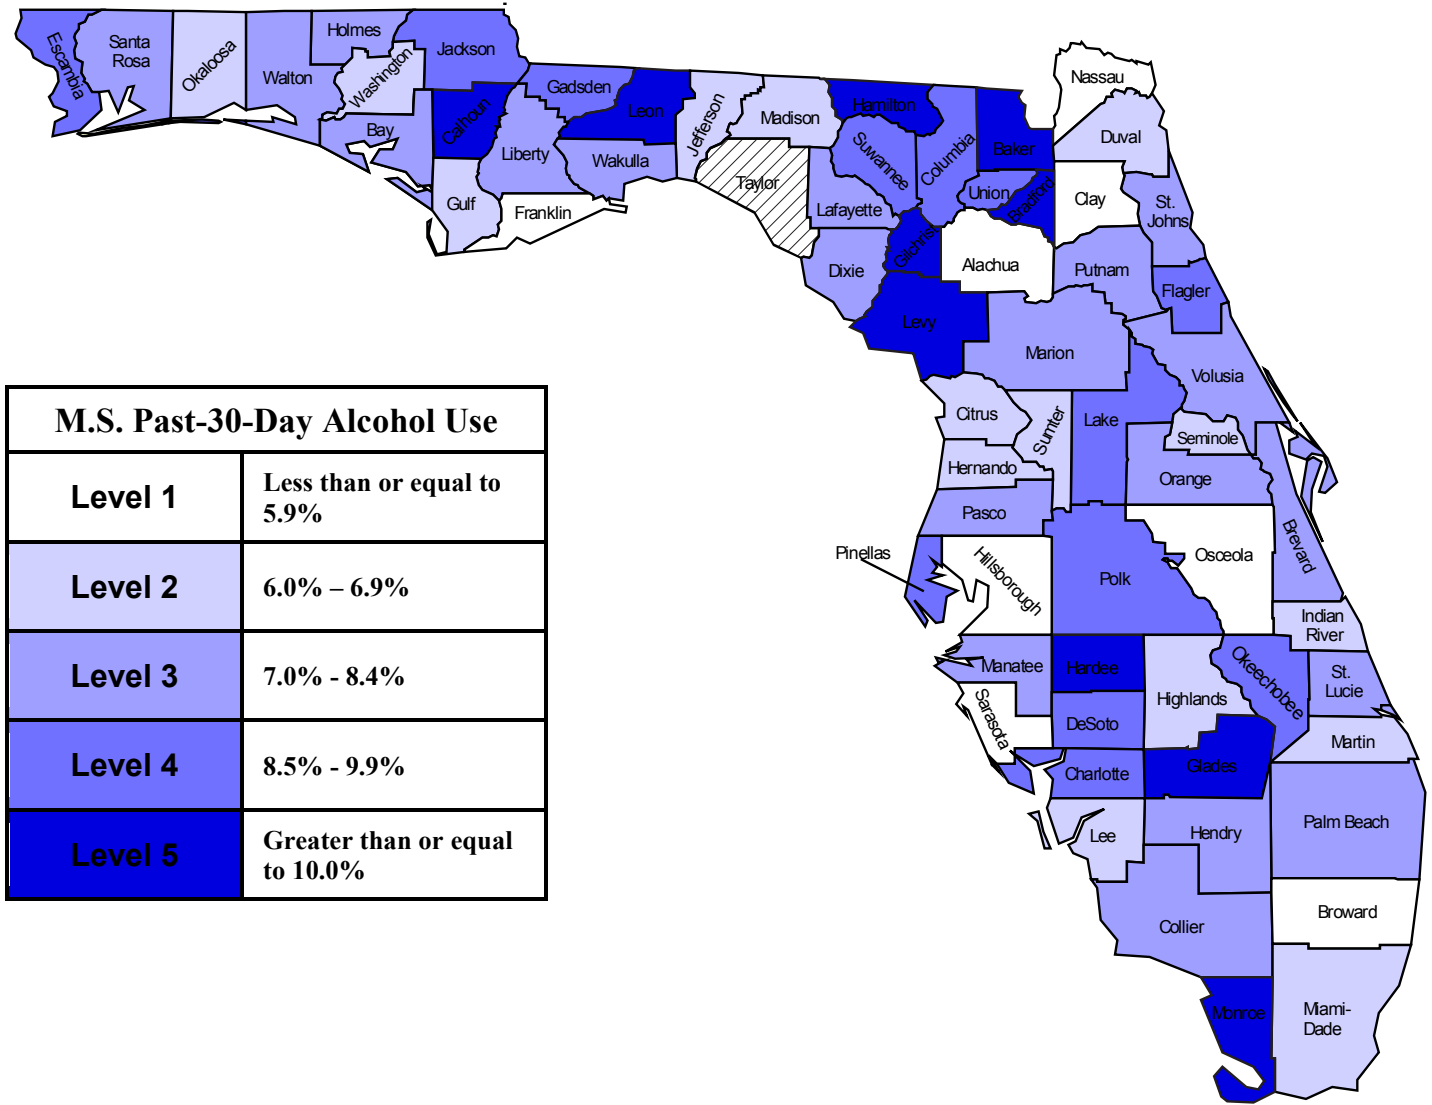 Escambia
Santa
Rosa
Okaloosa
Walton
Holmes
Washington
Jackson
Bay
Calhoun
Gulf
Liberty
Gadsden
Franklin
Leon
Wakulla
Jefferson
Madison
Taylor
Hamilton
Suwannee
Lafayette
Dixie
Columbia
Gilchrist
Levy
Baker
Union
Bradford
Alachua
Nassau
Duval
Clay
St.
Johns
Putnam
Flagler
Marion
Volusia
Citrus
Sumter
Lake
Seminole
Hernando
Orange
Pasco
Brevard
Pinellas
Hillsborough
Polk
Osceola
Indian
River
Manatee
Hardee
Highlands
Okeechobee
St.
Lucie
Sarasota
DeSoto
Martin
Charlotte
Glades
Lee
Hendry
Palm Beach
Collier
Broward
Monroe
Miami-
Dade
M.S. Past-30-Day Alcohol Use
Level 1
Less than or equal to
5.9%
Level 2
6.0% – 6.9%
Level 3
7.0% - 8.4%
Level 4
8.5% - 9.9%
Level 5
Greater than or equal
to 10.0%